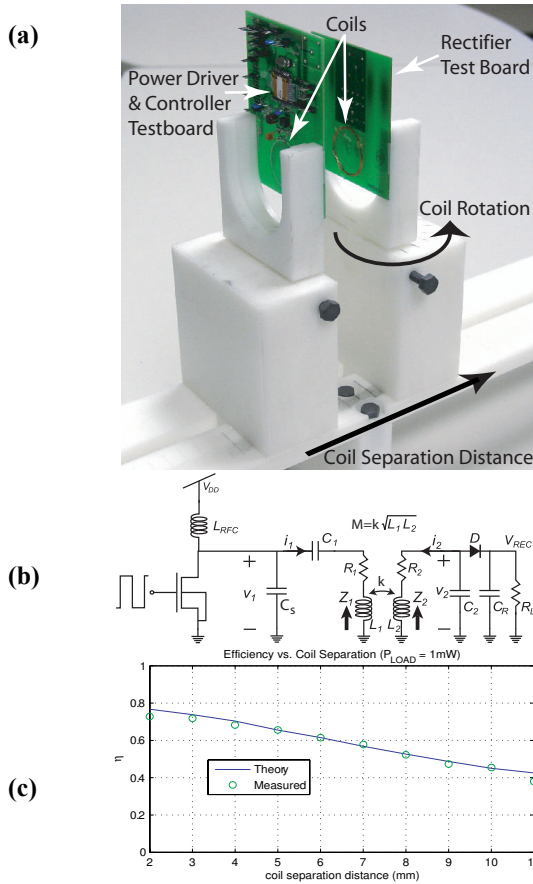 (a)
Coils
Rectifier
Test Board
Power Driver
& Controller
Testboard
Coil Rotation
Coil Separation Distance
(b)
V_DD
L_RFC
i_1
C_1
M=k√L_1 L_2
i_2
D
V_REC
R_1
R_2
k
+
v_1
–
C_S
Z_1
L_1
L_2
Z_2
+
v_2
–
C_2
C_R
R_L
(c)
Efficiency vs. Coil Separation (P_LOAD = 1mW)
1
0.8
0.6
0.4
0.2
0
η
Theory
Measured
2 3 4 5 6 7 8 9 10
coil separation distance (mm)